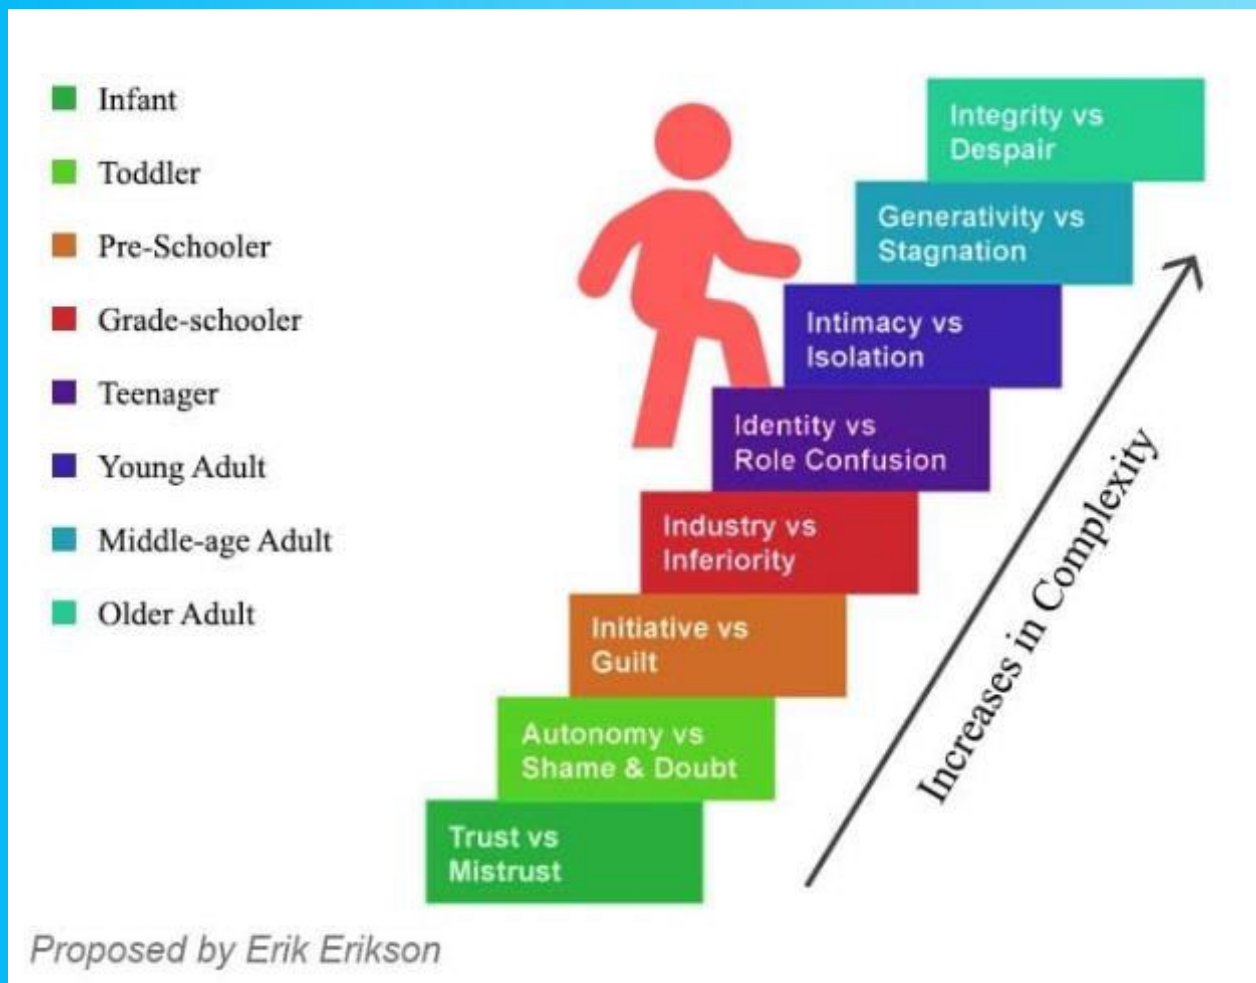 Infant
Toddler
Pre-Schooler
Grade-schooler
Teenager
Young Adult
Middle-age Adult
Older Adult
Integrity vs
Despair
Generativity vs
Stagnation
Intimacy vs
Isolation
Identity vs
Role Confusion
Industry vs
Inferiority
Initiative vs
Guilt
Autonomy vs
Shame & Doubt
Trust vs
Mistrust
Increases in Complexity
Proposed by Erik Erikson